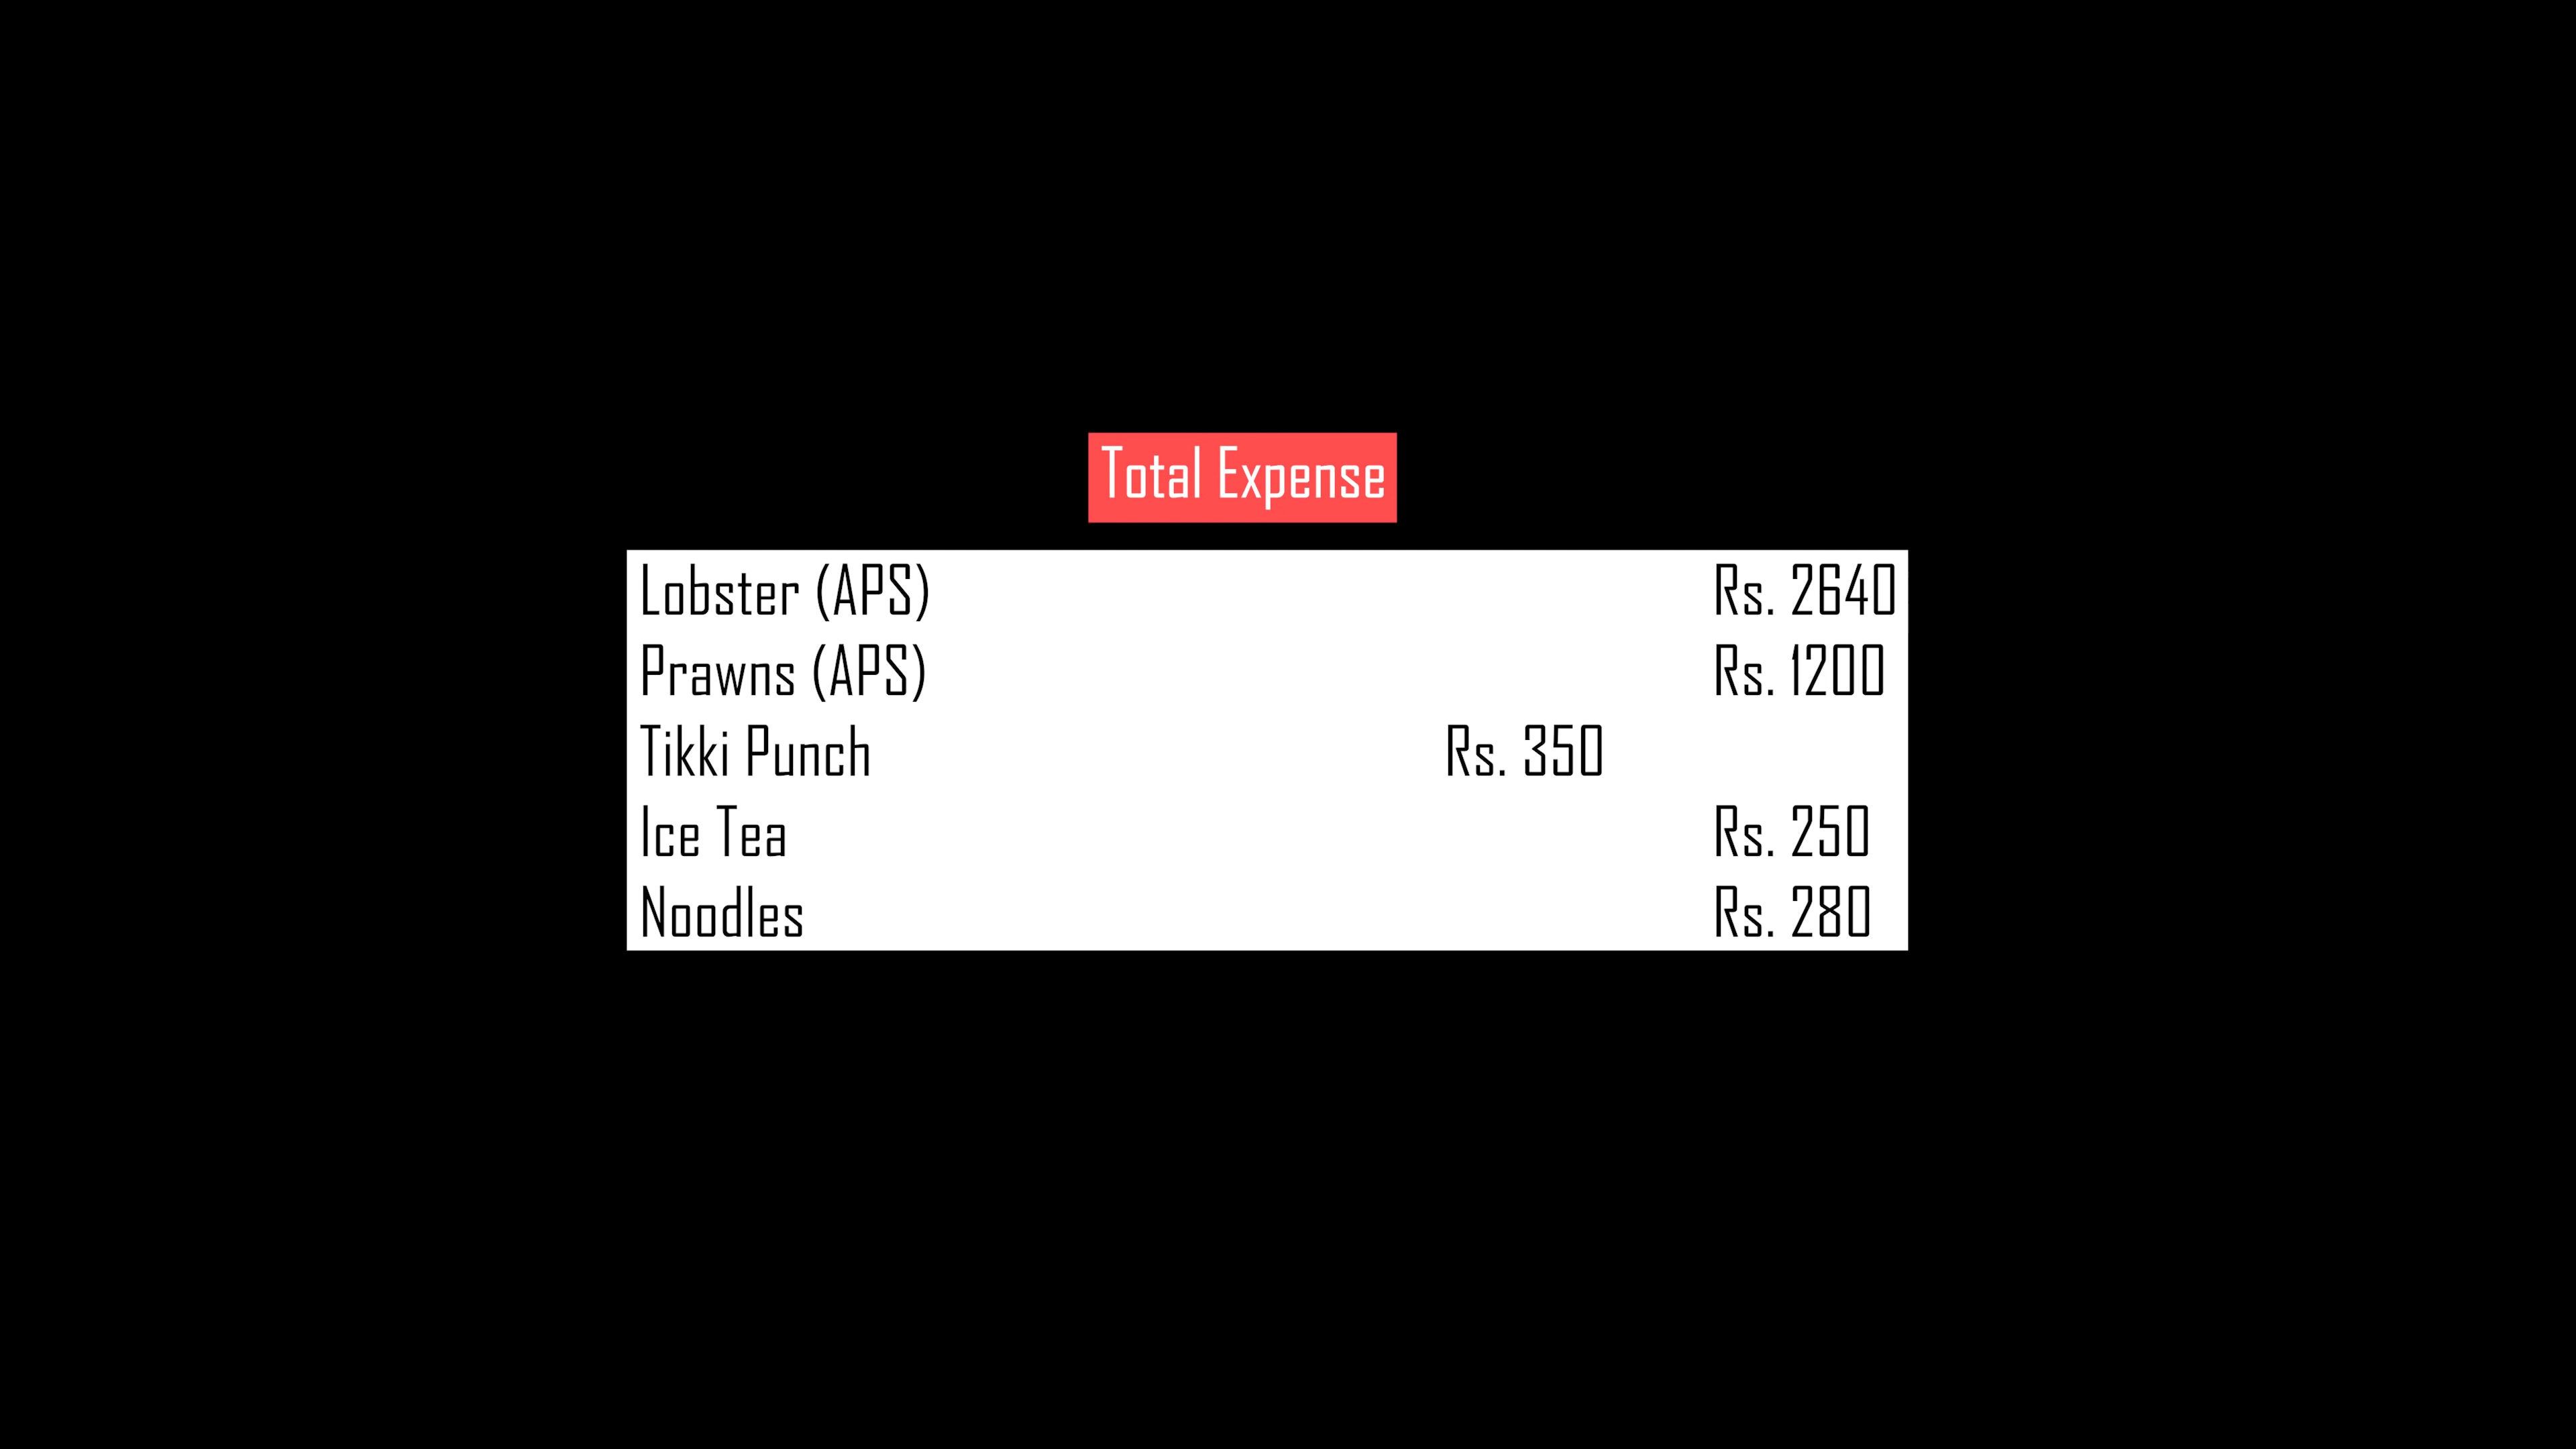 Total Expense
Lobster (APS) Rs. 2640
Prawns (APS) Rs. 1200
Tikki Punch Rs. 350
Ice Tea Rs. 250
Noodles Rs. 280